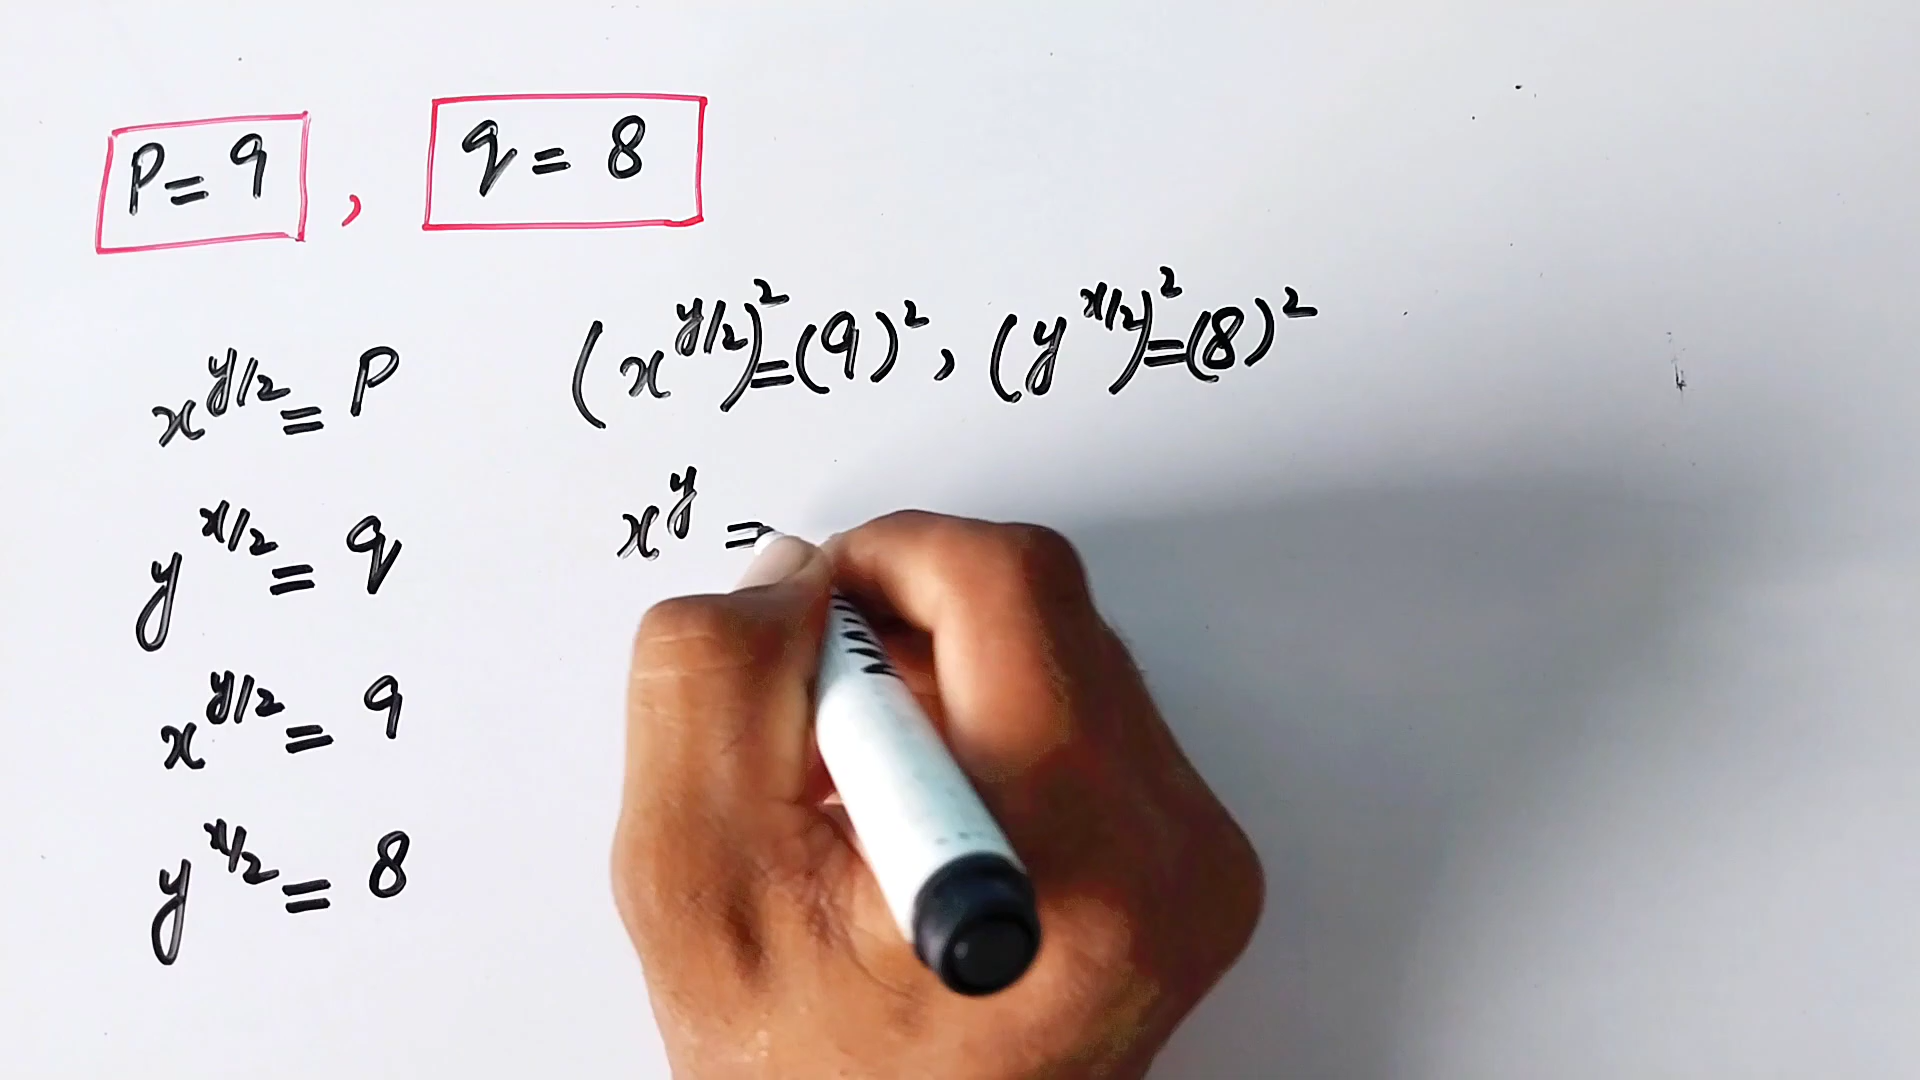 P = 9 , q = 8
x^{y/2} = P
y^{x/2} = q
x^{y/2} = 9
y^{x/2} = 8
(x^{y/2})^2 = (9)^2 , (y^{x/2})^2 = (8)^2
x^y =